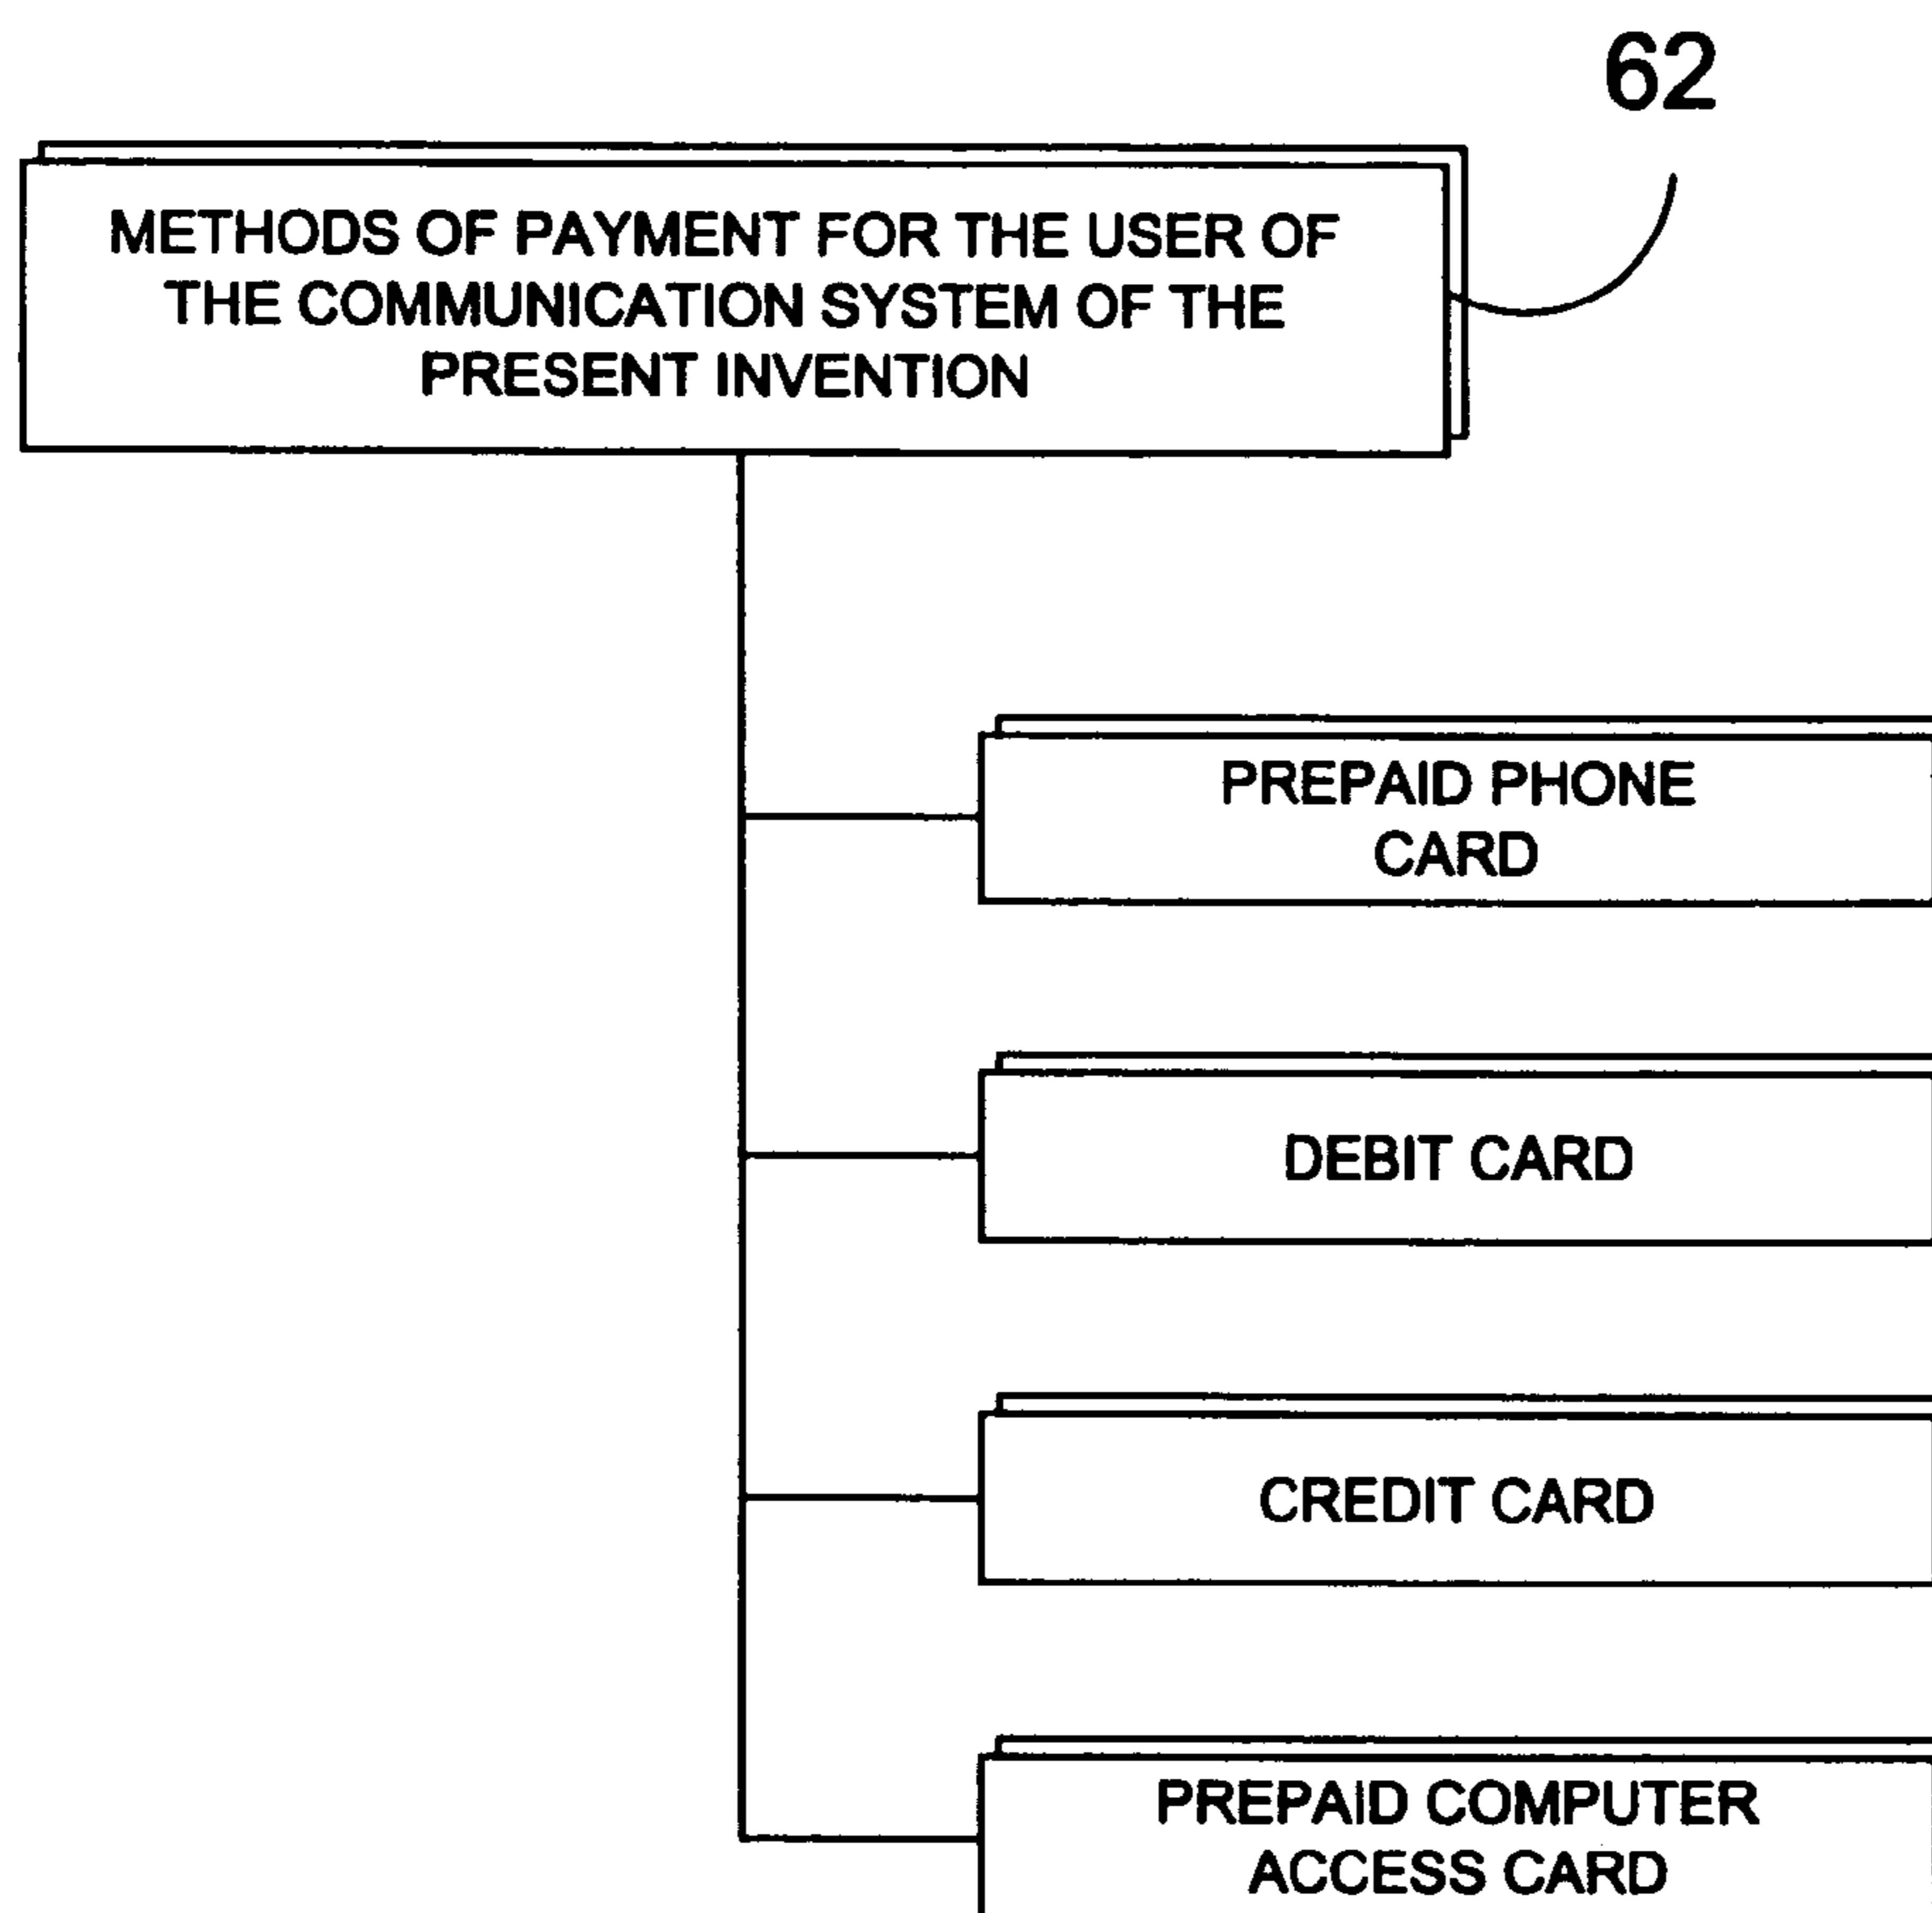 62
METHODS OF PAYMENT FOR THE USER OF
THE COMMUNICATION SYSTEM OF THE
PRESENT INVENTION
PREPAID PHONE
CARD
DEBIT CARD
CREDIT CARD
PREPAID COMPUTER
ACCESS CARD